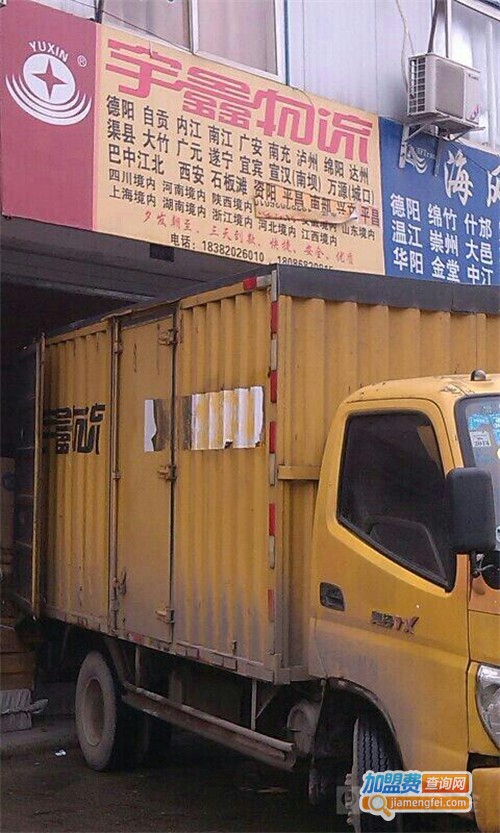 YUXIN
®
宇鑫物流
德阳 自贡 内江 南江 广安 南充 泸州 绵阳 达州
渠县 大竹 广元 遂宁 宜宾 宣汉(南坝) 万源(城口)
巴中江北 西安 石板滩 资阳 平昌
四川境内 河南境内 陕西境内 山东境内
上海境内 湖南境内 浙江境内 河北境内 江西境内
夕发朝至、三天到款、快捷、安全、优质
电话:18382026010
海
德阳 绵竹 什邡
温江 崇州 大邑
华阳 金堂 中江
宇鑫
加盟费查询网
jiamengfei.com